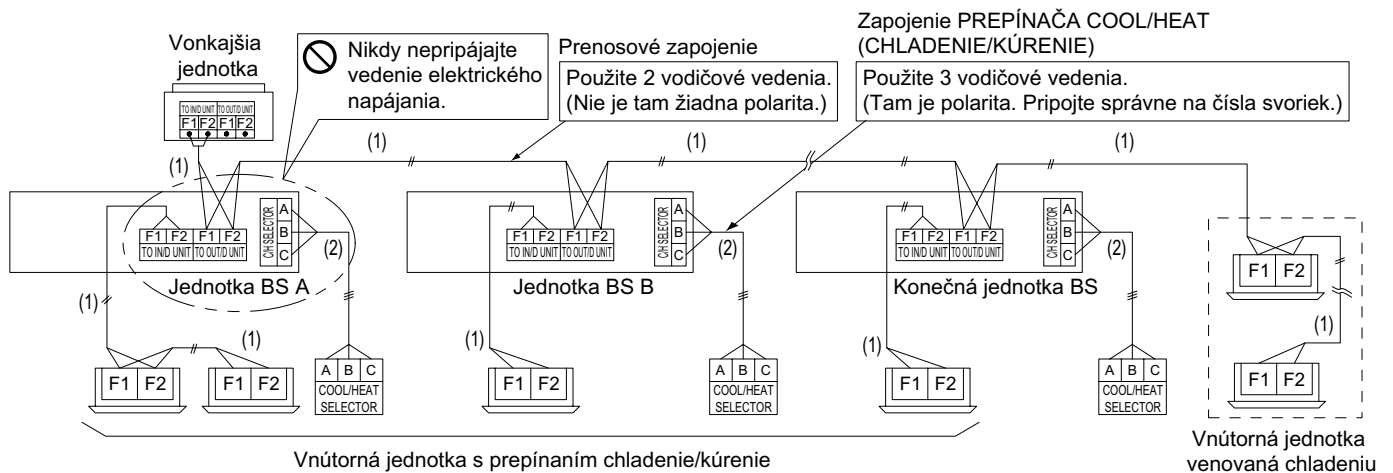 Vonkajšia
jednotka
TO IN/D UNIT TO OUT/D UNIT
F1 F2 F1 F2
Nikdy nepripájajte
vedenie elektrického
napájania.
Prenosové zapojenie
Použite 2 vodičové vedenia.
(Nie je tam žiadna polarita.)
Zapojenie PREPÍNAČA COOL/HEAT
(CHLADENIE/KÚRENIE)
Použite 3 vodičové vedenia.
(Tam je polarita. Pripojte správne na čísla svoriek.)
(1)
(1)
(1)
(1)
F1 F2 F1 F2
TO IN/D UNIT TO OUT/D UNIT
C/H SELECTOR
A
B
C
(2)
Jednotka BS A
F1 F2 F1 F2
TO IN/D UNIT TO OUT/D UNIT
C/H SELECTOR
A
B
C
(2)
Jednotka BS B
F1 F2 F1 F2
TO IN/D UNIT TO OUT/D UNIT
C/H SELECTOR
A
B
C
(2)
Konečná jednotka BS
F1 F2
(1)
(1)
(1)
(1)
(1)
F1 F2
F1 F2
A B C
COOL/HEAT
SELECTOR
F1 F2
A B C
COOL/HEAT
SELECTOR
F1 F2
A B C
COOL/HEAT
SELECTOR
F1 F2
Vnútorná jednotka s prepínaním chladenie/kúrenie
Vnútorná jednotka
venovaná chladeniu